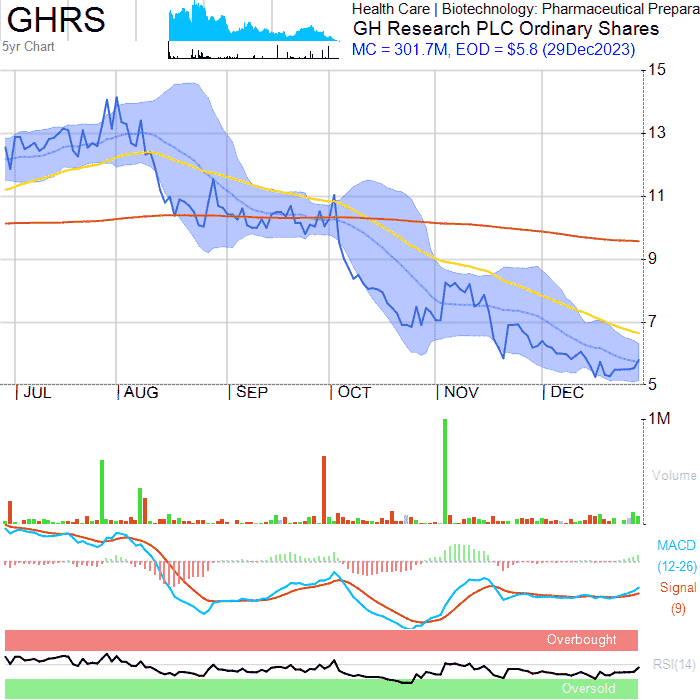 GHRS
5yr Chart
Health Care | Biotechnology: Pharmaceutical Prepara
GH Research PLC Ordinary Shares
MC = 301.7M, EOD = $5.8 (29Dec2023)
15
13
11
9
7
5
JUL AUG SEP OCT NOV DEC
1M
Volume
MACD
(12-26)
Signal
(9)
Overbought
RSI(14)
Oversold